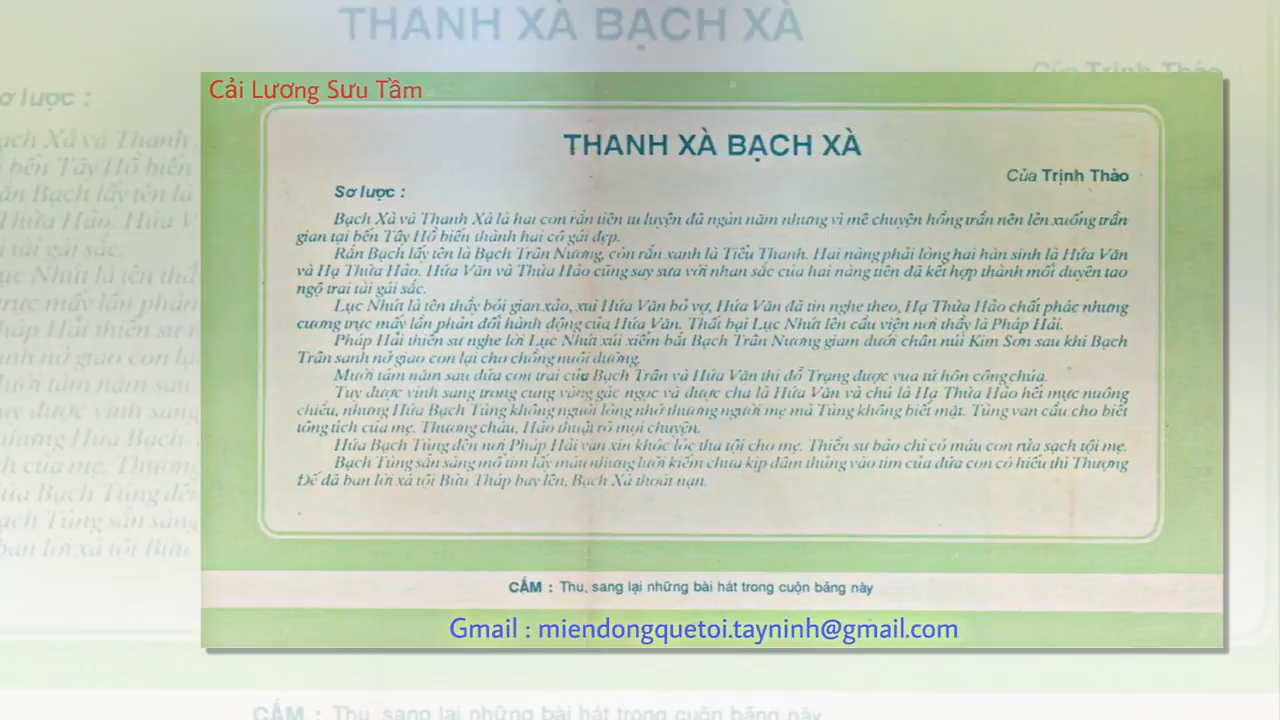 THANH XÀ BẠCH XÀ
Cải Lương Sưu Tầm
THANH XÀ BẠCH XÀ
Của Trịnh Thảo
Sơ lược :
Bạch Xà và Thanh Xà là hai con rắn tiên tu luyện đã ngàn năm nhưng vì mê chuyện hồng trần nên lén xuống trần
gian tại bến Tây Hồ biến thành hai cô gái đẹp.
Rắn Bạch lấy tên là Bạch Trân Nương, còn rắn xanh là Tiểu Thanh. Hai nàng phải lòng hai hàn sinh là Hứa Văn
và Hạ Thừa Hảo. Hứa Văn và Thừa Hảo cũng say sưa với nhan sắc của hai nàng tiên đã kết hợp thành mối duyên tao
ngộ trai tài gái sắc.
Lục Nhứt là tên thầy bói gian xảo, xui Hứa Văn bỏ vợ, Hứa Văn đã tin nghe theo, Hạ Thừa Hảo chất phác nhưng
cương trực mấy lần phản đối hành động của Hứa Văn. Thất bại Lục Nhứt lên cầu viện nơi thầy là Pháp Hải.
Pháp Hải thiền sư nghe lời Lục Nhứt xúi xiểm bắt Bạch Trân Nương giam dưới chân núi Kim Sơn sau khi Bạch
Trân sanh nở giao con lại cho chồng nuôi dưỡng.
Mười tám năm sau đứa con trai của Bạch Trân và Hứa Văn thi đỗ Trạng được vua tứ hôn công chúa.
Tuy được vinh sang trong cung vàng gác ngọc và được cha là Hứa Văn và chú là Hạ Thừa Hảo hết mực nuông
chiều, nhưng Hứa Bạch Tùng không nguôi lòng nhớ thương người mẹ mà Tùng không biết mặt. Tùng van cầu cho biết
tông tích của mẹ. Thương cháu, Hảo thuật rõ mọi chuyện.
Hứa Bạch Tùng đến nơi Pháp Hải van xin khóc lóc tha tội cho mẹ. Thiền sư bảo chỉ có máu con rửa sạch tội mẹ.
Bạch Tùng sẵn sàng mổ tim lấy máu nhưng lưỡi kiếm chưa kịp đâm thủng vào tim của đứa con có hiếu thì Thượng
Đế đã ban lời xá tội Bửu Tháp bay lên, Bạch Xà thoát nạn.
CẤM : Thu, sang lại những bài hát trong cuộn băng này
Gmail : miendongquetoi.tayninh@gmail.com